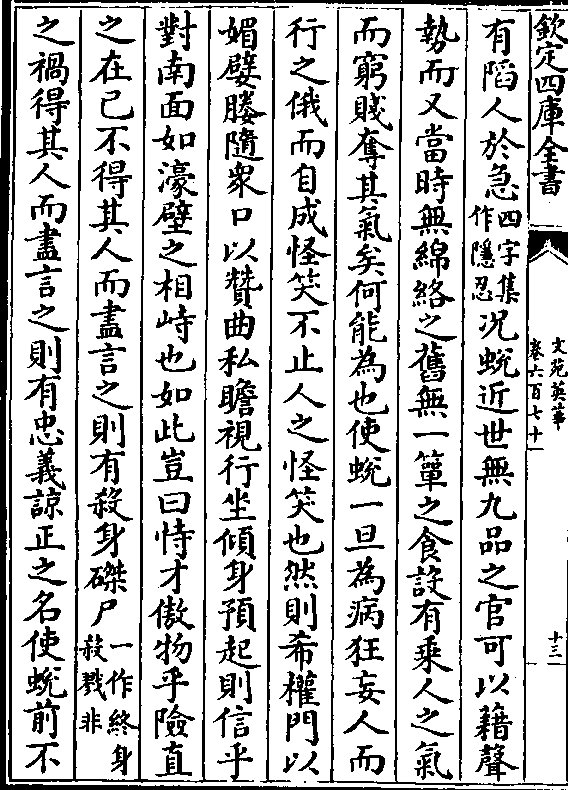 欽定四庫全書
文苑英華
卷六百七十
十三
有陷人於急四字集作隱忍況蛻近世無九品之官可以藉聲
勢而又當時無綿絡之舊無一簞之食詐有乘人之氣
而窮賤奪其氣矣何能為也使蛻一旦為病狂妄人而
行之俄而自成怪笑不止人之怪笑也然則希權門以
媚嬖媵隨衆口以贊曲私瞻視行坐傾身預起則信乎
對南面如濠壁之相峙也如此豈曰恃才傲物乎險直
之在己不得其人而盡言之則有殺身磔尸一作終身殺戮非
之禍得其人而盡言之則有忠義諒正之名使蛻前不